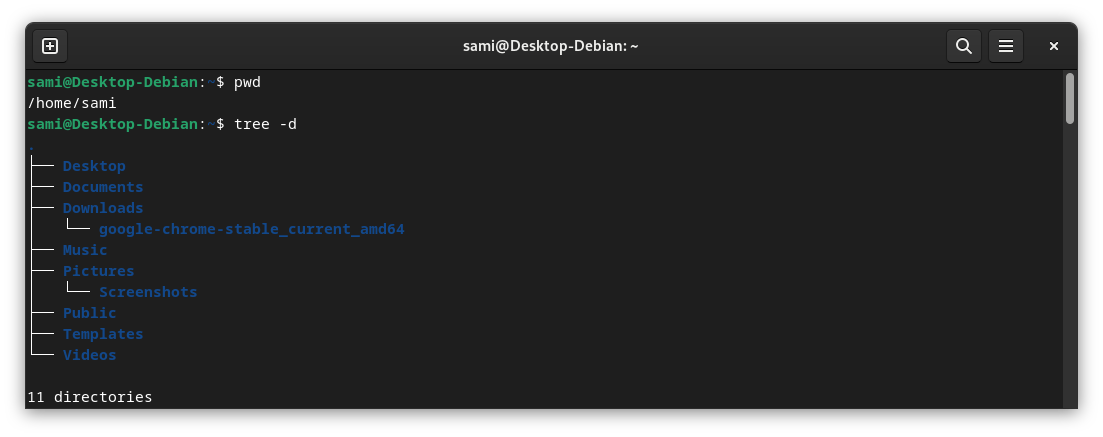 sami@Desktop-Debian: ~
sami@Desktop-Debian:~$ pwd
/home/sami
sami@Desktop-Debian:~$ tree -d
.
├── Desktop
├── Documents
├── Downloads
│   └── google-chrome-stable_current_amd64
├── Music
├── Pictures
│   └── Screenshots
├── Public
├── Templates
└── Videos
11 directories